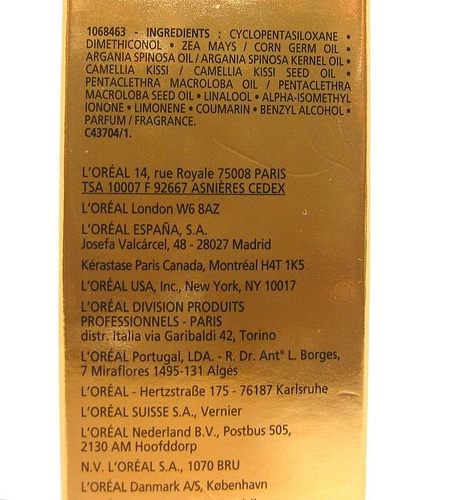 1068463 - INGREDIENTS : CYCLOPENTASILOXANE •
DIMETHICONOL • ZEA MAYS / CORN GERM OIL •
ARGANIA SPINOSA OIL / ARGANIA SPINOSA KERNEL OIL •
CAMELLIA KISSI / CAMELLIA KISSI SEED OIL •
PENTACLETHRA MACROLOBA OIL / PENTACLETHRA
MACROLOBA SEED OIL • LINALOOL • ALPHA-ISOMETHYL
IONONE • LIMONENE • COUMARIN • BENZYL ALCOHOL •
PARFUM / FRAGRANCE.
C43704/1.
L'ORÉAL 14, rue Royale 75008 PARIS
TSA 10007 F 92667 ASNIÈRES CEDEX
L'ORÉAL London W6 8AZ
L'ORÉAL ESPAÑA, S.A.
Josefa Valcárcel, 48 - 28027 Madrid
Kérastase Paris Canada, Montréal H4T 1K5
L'ORÉAL USA, Inc., New York, NY 10017
L'ORÉAL DIVISION PRODUITS
PROFESSIONNELS - PARIS
distr. Italia via Garibaldi 42, Torino
L'ORÉAL Portugal, LDA. - R. Dr. Ant° L. Borges,
7 Miraflores 1495-131 Algés
L'ORÉAL - Hertzstraße 175 - 76187 Karlsruhe
L'ORÉAL SUISSE S.A., Vernier
L'ORÉAL Nederland B.V., Postbus 505,
2130 AM Hoofddorp
N.V. L'ORÉAL S.A., 1070 BRU
L'ORÉAL Danmark A/S, København